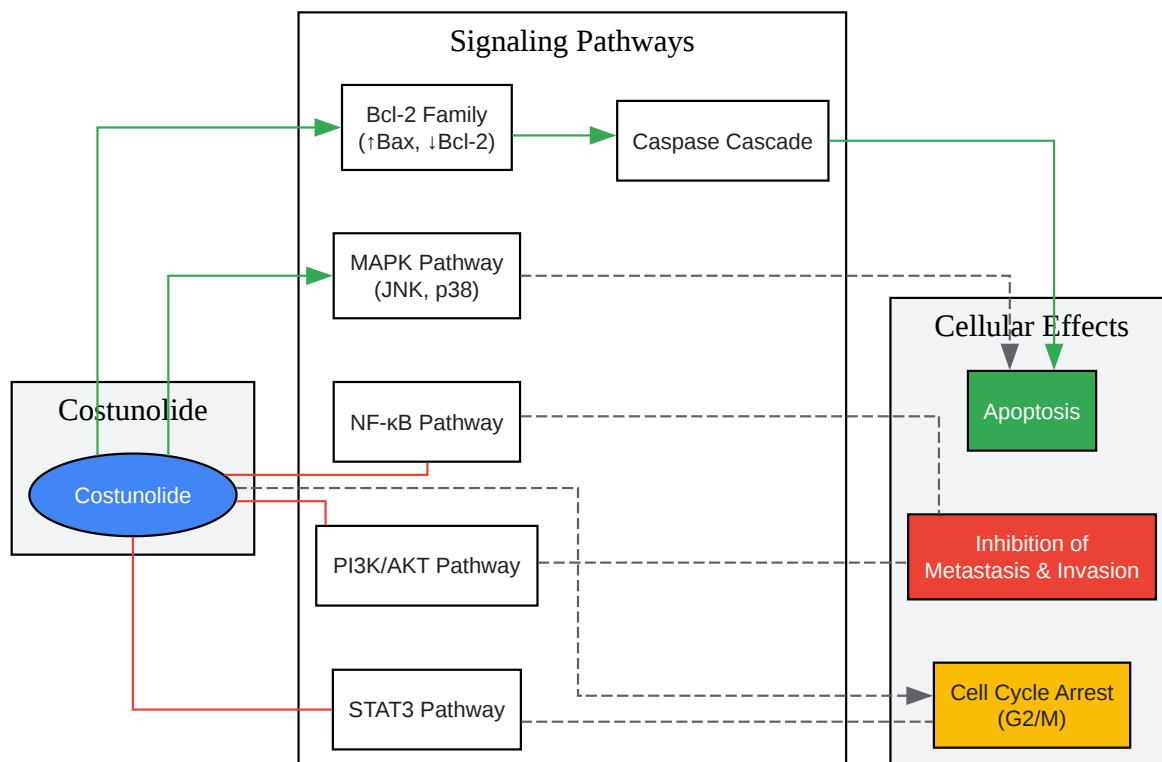 Signaling Pathways
Bcl-2 Family
(↑Bax, ↓Bcl-2)
Caspase Cascade
MAPK Pathway
(JNK, p38)
Cellular Effects
Costunolide
Apoptosis
NF-κB Pathway
Costunolide
Inhibition of
Metastasis & Invasion
PI3K/AKT Pathway
Cell Cycle Arrest
(G2/M)
STAT3 Pathway